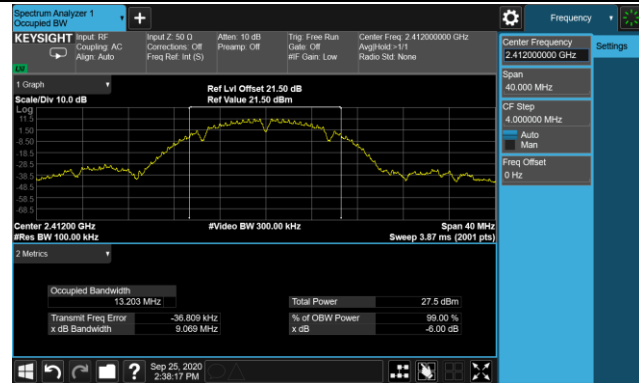 Spectrum Analyzer 1
Occupied BW
Frequency
KEYSIGHT
Input: RF
Coupling: AC
Align: Auto
Input Z: 50 Ω
Corrections: Off
Freq Ref: Int (S)
Atten: 10 dB
Preamp: Off
Trig: Free Run
Gate: Off
#IF Gain: Low
Center Freq: 2.412000000 GHz
Avg|Hold:>1/1
Radio Std: None
LXI
Center Frequency
2.412000000 GHz
Settings
Span
40.000 MHz
CF Step
4.000000 MHz
Auto
Man
Freq Offset
0 Hz
1 Graph
Scale/Div 10.0 dB
Ref Lvl Offset 21.50 dB
Ref Value 21.50 dBm
Log
11.5
1.50
-8.50
-18.5
-28.5
-38.5
-48.5
-58.5
-68.5
Center 2.41200 GHz
#Res BW 100.00 kHz
#Video BW 300.00 kHz
Span 40 MHz
Sweep 3.87 ms (2001 pts)
2 Metrics
Occupied Bandwidth
13.203 MHz
Total Power 27.5 dBm
Transmit Freq Error -36.809 kHz
% of OBW Power 99.00 %
x dB Bandwidth 9.069 MHz
x dB -6.00 dB
?
Sep 25, 2020
2:38:17 PM